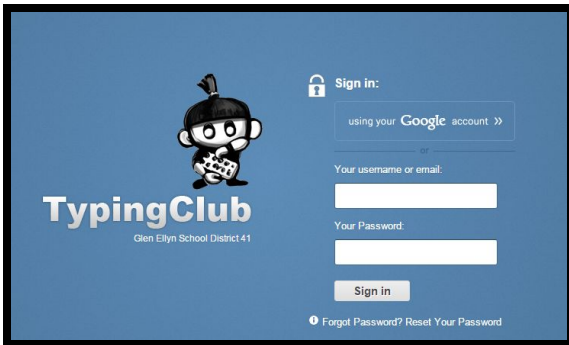 TypingClub
Glen Ellyn School District 41
Sign in:
using your Google account »
or
Your username or email:
Your Password:
Sign in
Forgot Password? Reset Your Password